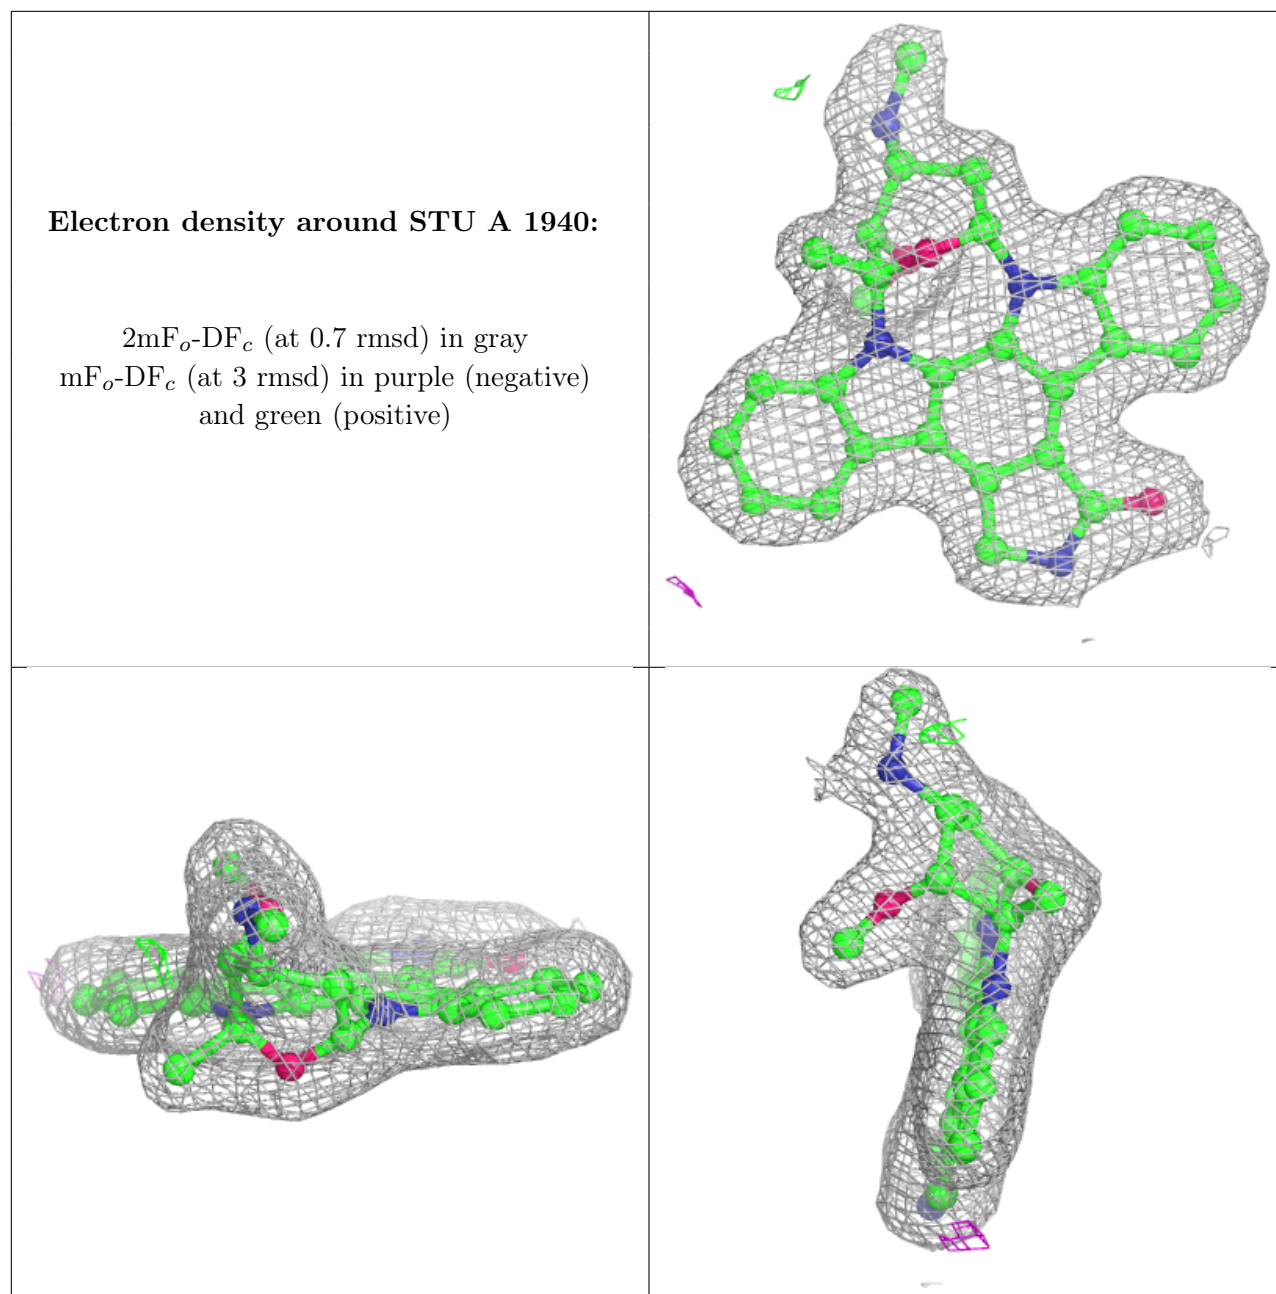 Electron density around STU A 1940:
2mFo-DFc (at 0.7 rmsd) in gray
mFo-DFc (at 3 rmsd) in purple (negative)
and green (positive)